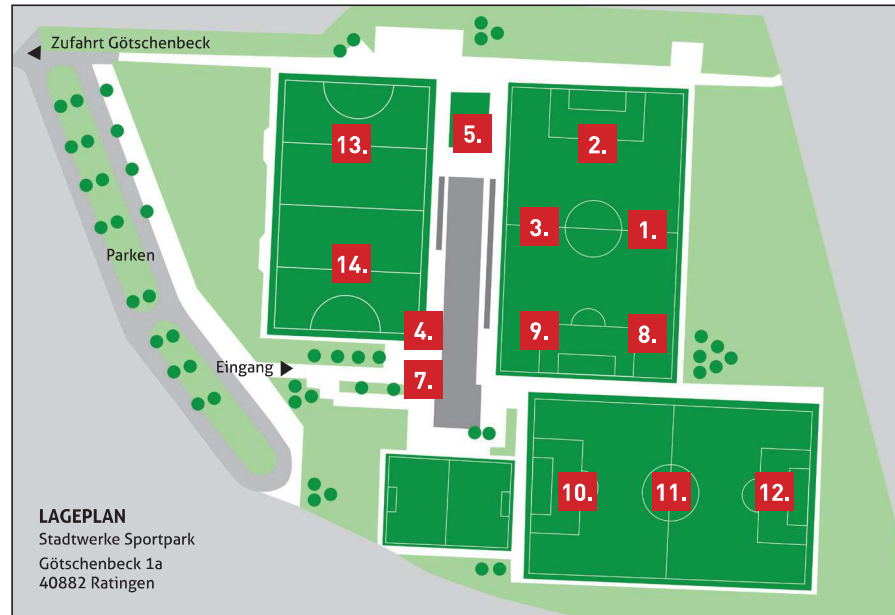 Zufahrt Götschenbeck
5.
13.
2.
3.
1.
Parken
14.
4.
9.
8.
Eingang
7.
10.
11.
12.
LAGEPLAN
Stadtwerke Sportpark
Götschenbeck 1a
40882 Ratingen